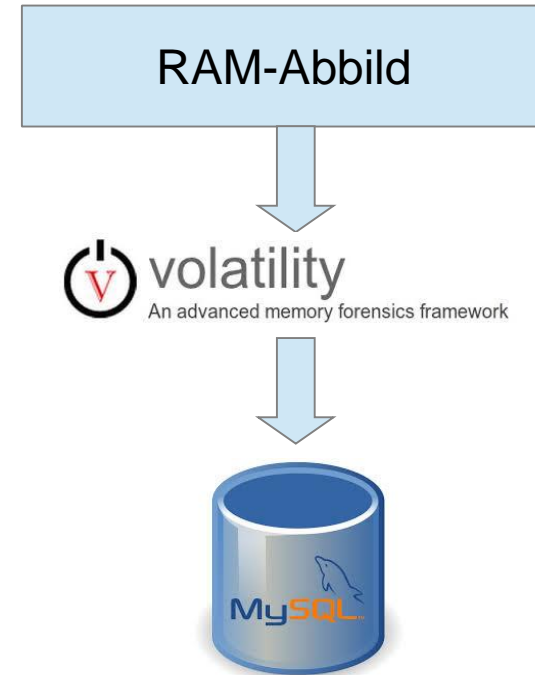 RAM-Abbild
V
volatility
An advanced memory forensics framework
MySQL